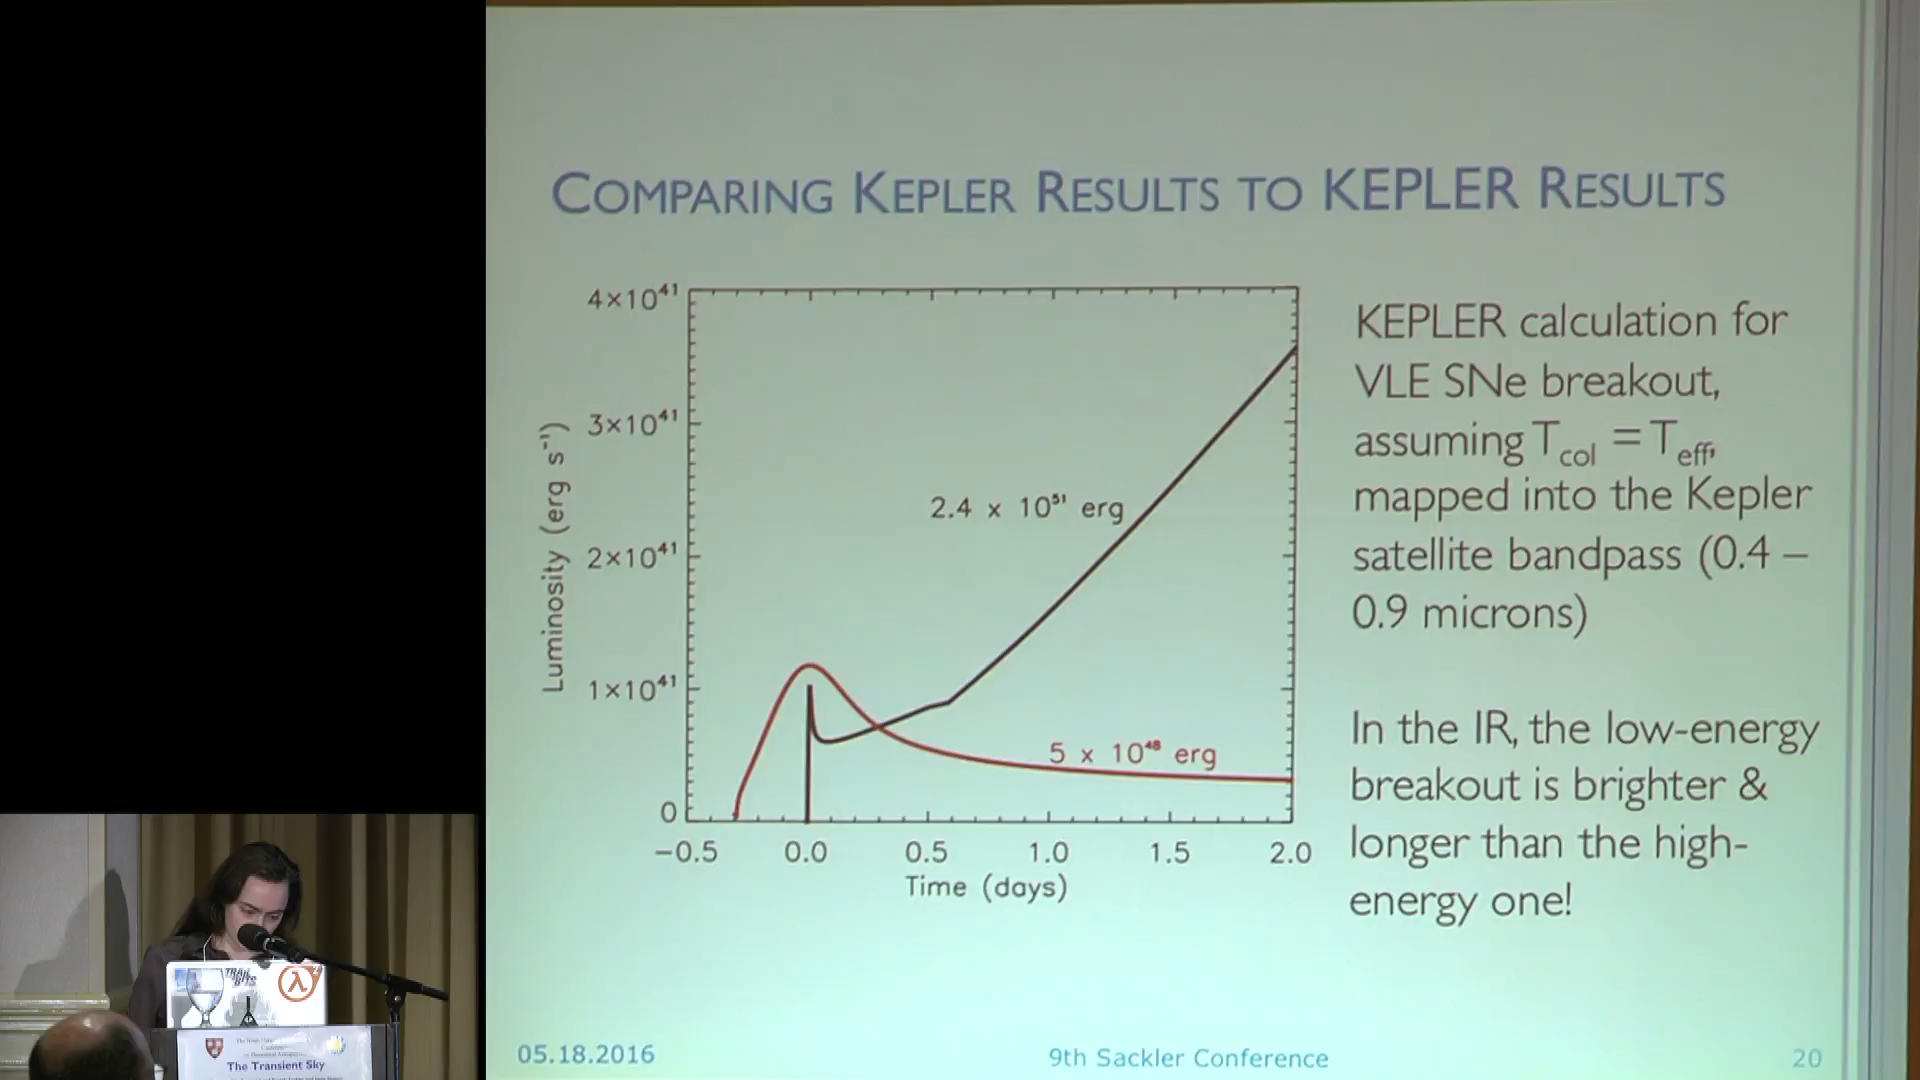 COMPARING KEPLER RESULTS TO KEPLER RESULTS
4×10⁴¹
3×10⁴¹
2×10⁴¹
1×10⁴¹
0
Luminosity (erg s⁻¹)
2.4 x 10⁵¹ erg
5 x 10⁴⁸ erg
−0.5 0.0 0.5 1.0 1.5 2.0
Time (days)
KEPLER calculation for
VLE SNe breakout,
assuming T_col = T_eff,
mapped into the Kepler
satellite bandpass (0.4 –
0.9 microns)
In the IR, the low-energy
breakout is brighter &
longer than the high-
energy one!
05.18.2016
9th Sackler Conference
20
λ
The Transient Sky